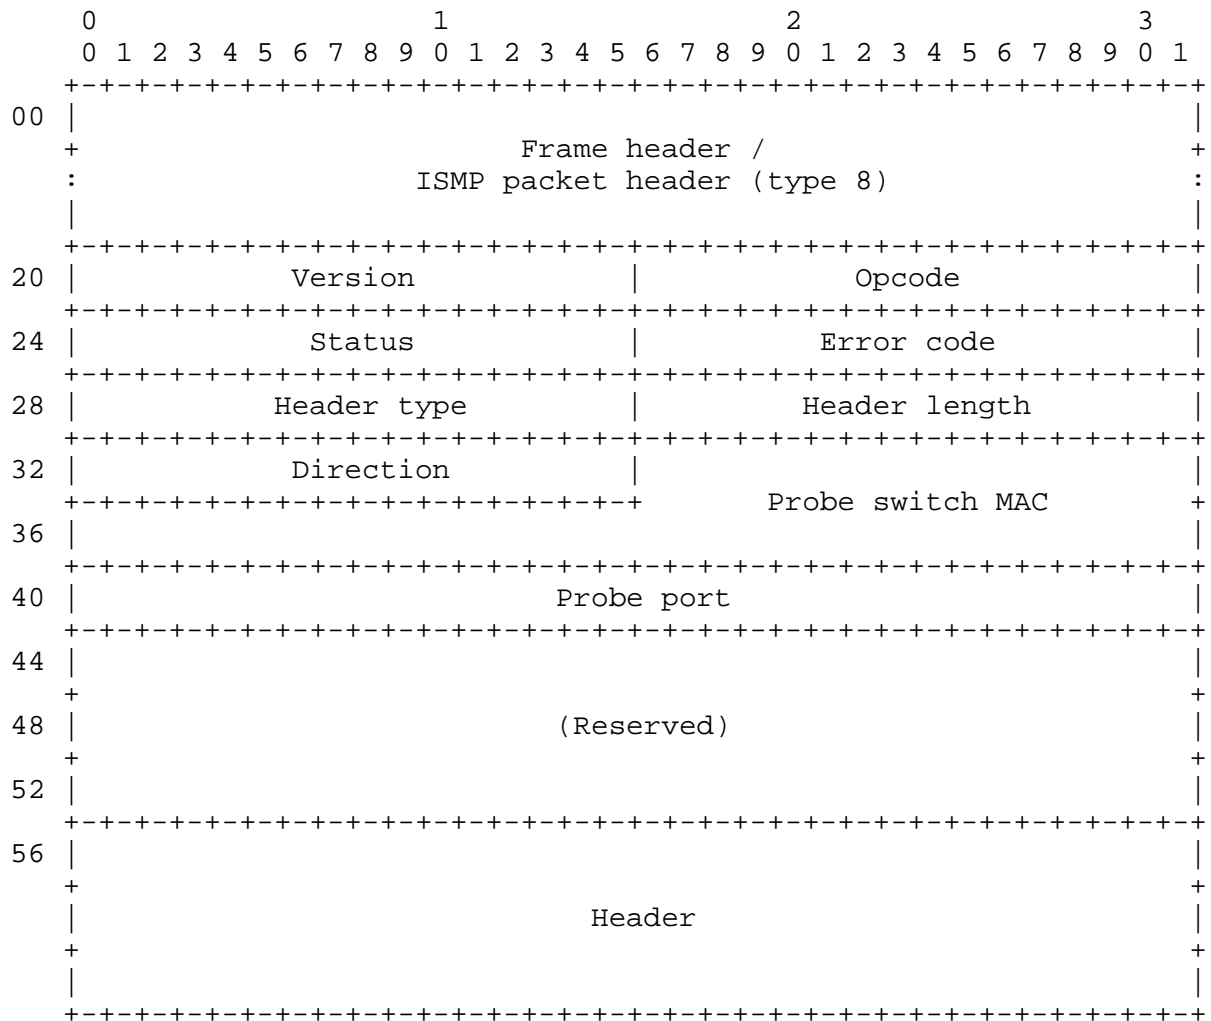 0                   1                   2                   3
 0 1 2 3 4 5 6 7 8 9 0 1 2 3 4 5 6 7 8 9 0 1 2 3 4 5 6 7 8 9 0 1
+-+-+-+-+-+-+-+-+-+-+-+-+-+-+-+-+-+-+-+-+-+-+-+-+-+-+-+-+-+-+-+-+
00 |                                                               |
+                         Frame header /                        +
:                   ISMP packet header (type 8)                 :
|                                                               |
+-+-+-+-+-+-+-+-+-+-+-+-+-+-+-+-+-+-+-+-+-+-+-+-+-+-+-+-+-+-+-+-+
20 |            Version            |            Opcode             |
+-+-+-+-+-+-+-+-+-+-+-+-+-+-+-+-+-+-+-+-+-+-+-+-+-+-+-+-+-+-+-+-+
24 |             Status            |          Error code           |
+-+-+-+-+-+-+-+-+-+-+-+-+-+-+-+-+-+-+-+-+-+-+-+-+-+-+-+-+-+-+-+-+
28 |           Header type         |         Header length         |
+-+-+-+-+-+-+-+-+-+-+-+-+-+-+-+-+-+-+-+-+-+-+-+-+-+-+-+-+-+-+-+-+
32 |            Direction          |                               |
+-+-+-+-+-+-+-+-+-+-+-+-+-+-+-+-+       Probe switch MAC        +
36 |                                                               |
+-+-+-+-+-+-+-+-+-+-+-+-+-+-+-+-+-+-+-+-+-+-+-+-+-+-+-+-+-+-+-+-+
40 |                           Probe port                          |
+-+-+-+-+-+-+-+-+-+-+-+-+-+-+-+-+-+-+-+-+-+-+-+-+-+-+-+-+-+-+-+-+
44 |                                                               |
+                                                               +
48 |                           (Reserved)                          |
+                                                               +
52 |                                                               |
+-+-+-+-+-+-+-+-+-+-+-+-+-+-+-+-+-+-+-+-+-+-+-+-+-+-+-+-+-+-+-+-+
56 |                                                               |
+                                                               +
|                             Header                            |
+                                                               +
|                                                               |
+-+-+-+-+-+-+-+-+-+-+-+-+-+-+-+-+-+-+-+-+-+-+-+-+-+-+-+-+-+-+-+-+